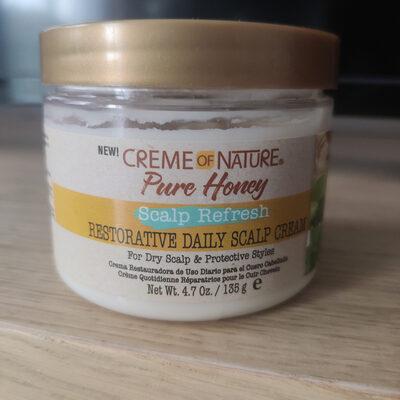 NEW! CREME OF NATURE®
Pure Honey
Scalp Refresh
RESTORATIVE DAILY SCALP CREAM
For Dry Scalp & Protective Styles
Crema Restauradora de Uso Diario para el Cuero Cabelludo
Crème Quotidienne Réparatrice pour le Cuir Chevelu
Net Wt. 4.7 Oz. / 135 g ℮